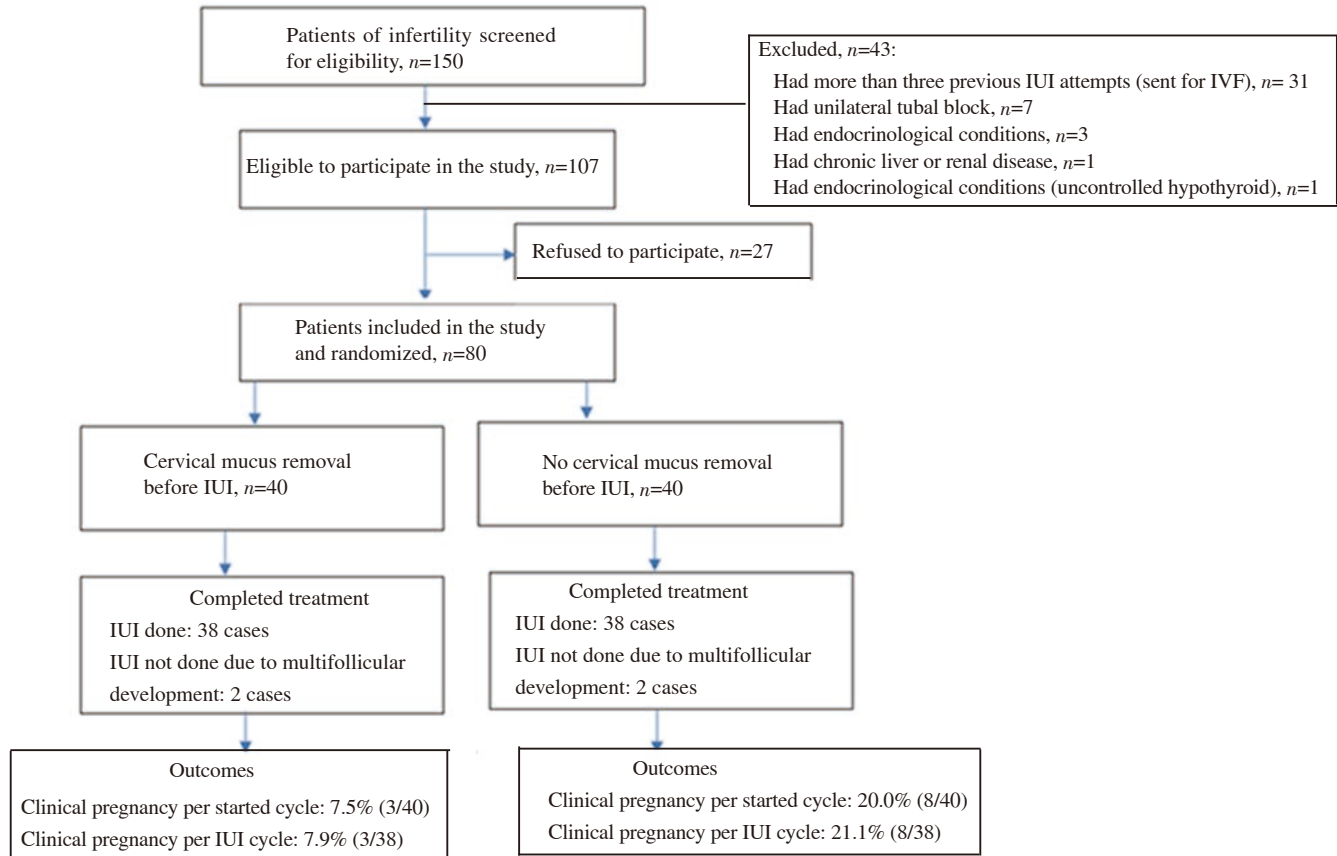 Patients of infertility screened
for eligibility, n=150
Excluded, n=43:
Had more than three previous IUI attempts (sent for IVF), n= 31
Had unilateral tubal block, n=7
Had endocrinological conditions, n=3
Had chronic liver or renal disease, n=1
Had endocrinological conditions (uncontrolled hypothyroid), n=1
Eligible to participate in the study, n=107
Refused to participate, n=27
Patients included in the study
and randomized, n=80
Cervical mucus removal
before IUI, n=40
No cervical mucus removal
before IUI, n=40
Completed treatment
IUI done: 38 cases
IUI not done due to multifollicular
development: 2 cases
Completed treatment
IUI done: 38 cases
IUI not done due to multifollicular
development: 2 cases
Outcomes
Clinical pregnancy per started cycle: 7.5% (3/40)
Clinical pregnancy per IUI cycle: 7.9% (3/38)
Outcomes
Clinical pregnancy per started cycle: 20.0% (8/40)
Clinical pregnancy per IUI cycle: 21.1% (8/38)